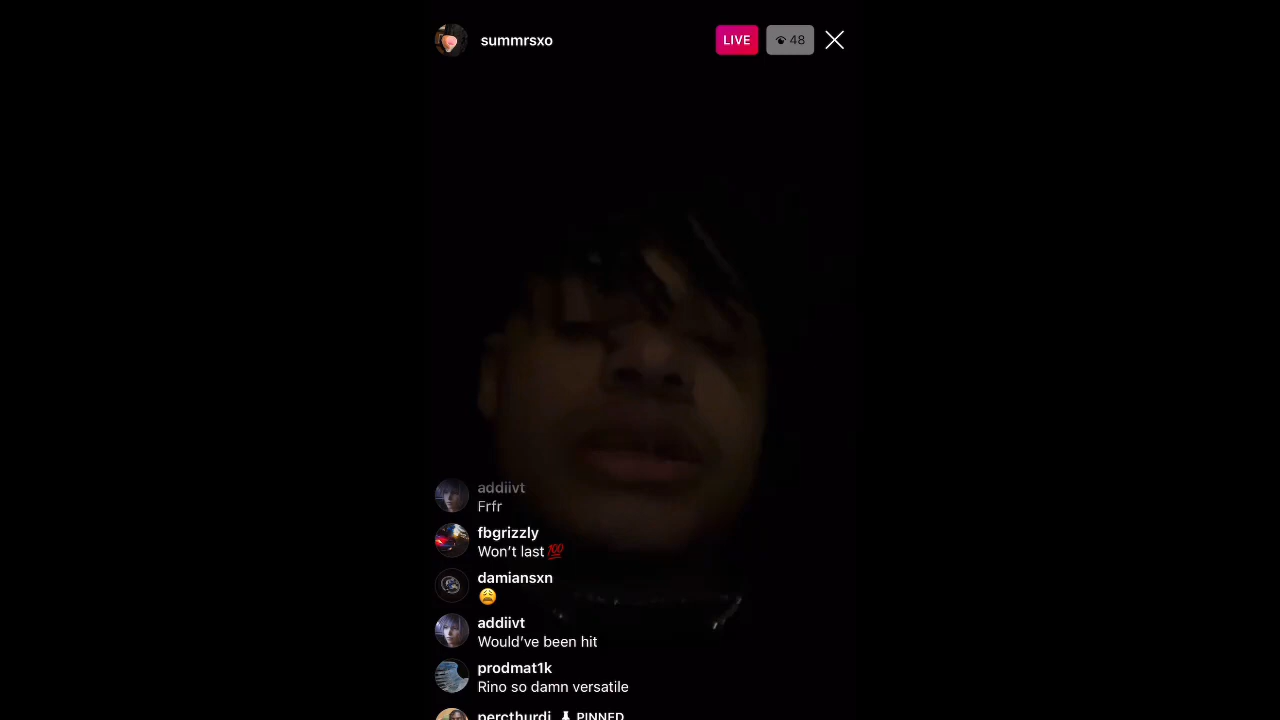 summrsxo
LIVE
48
addiivt
Frfr
fbgrizzly
Won't last 💯
damiansxn
😩
addiivt
Would've been hit
prodmat1k
Rino so damn versatile
percthurdi PINNED